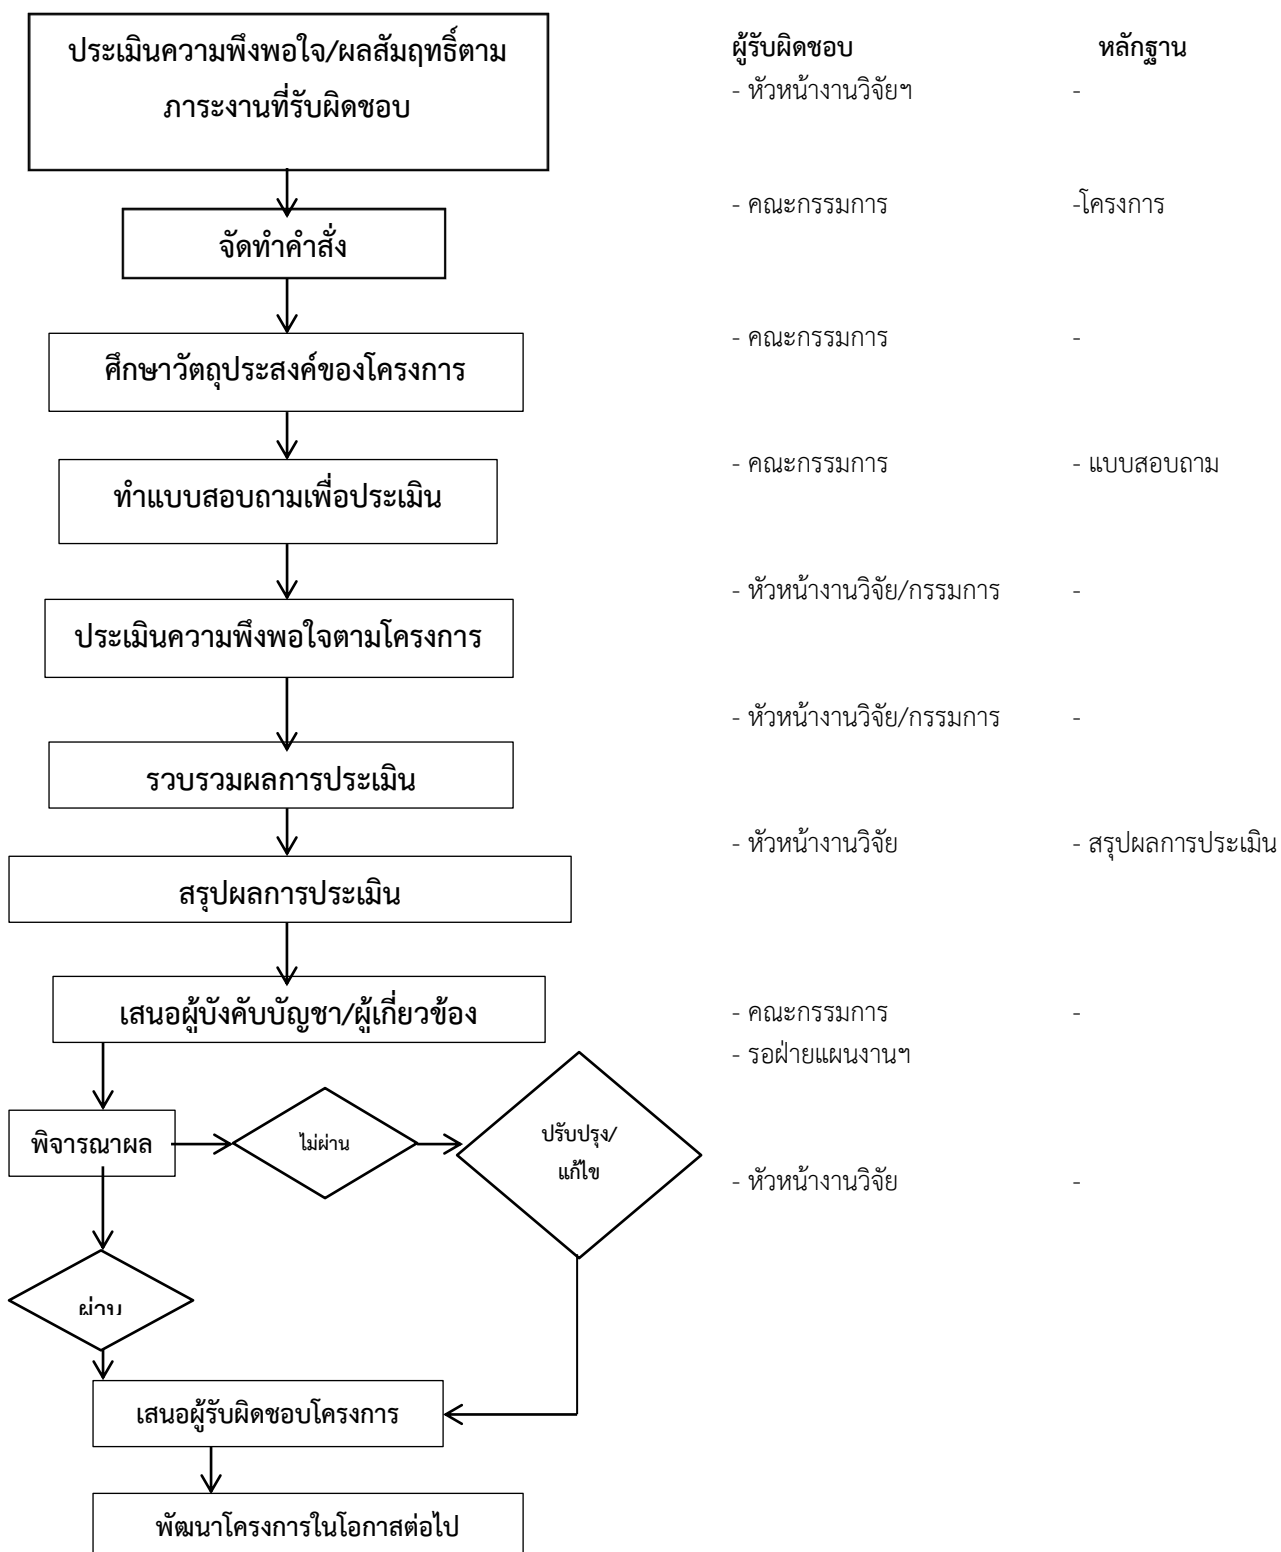 ประเมินความพึงพอใจ/ผลสัมฤทธิ์ตาม
ภาระงานที่รับผิดชอบ
ผู้รับผิดชอบ หลักฐาน
- หัวหน้างานวิจัยฯ -
- คณะกรรมการ -โครงการ
จัดทำคำสั่ง
- คณะกรรมการ -
ศึกษาวัตถุประสงค์ของโครงการ
- คณะกรรมการ - แบบสอบถาม
ทำแบบสอบถามเพื่อประเมิน
- หัวหน้างานวิจัย/กรรมการ -
ประเมินความพึงพอใจตามโครงการ
- หัวหน้างานวิจัย/กรรมการ -
รวบรวมผลการประเมิน
- หัวหน้างานวิจัย - สรุปผลการประเมิน
สรุปผลการประเมิน
เสนอผู้บังคับบัญชา/ผู้เกี่ยวข้อง
- คณะกรรมการ -
- รอฝ่ายแผนงานฯ
พิจารณาผล
ไม่ผ่าน
ปรับปรุง/
แก้ไข
- หัวหน้างานวิจัย -
ผ่าน
เสนอผู้รับผิดชอบโครงการ
พัฒนาโครงการในโอกาสต่อไป